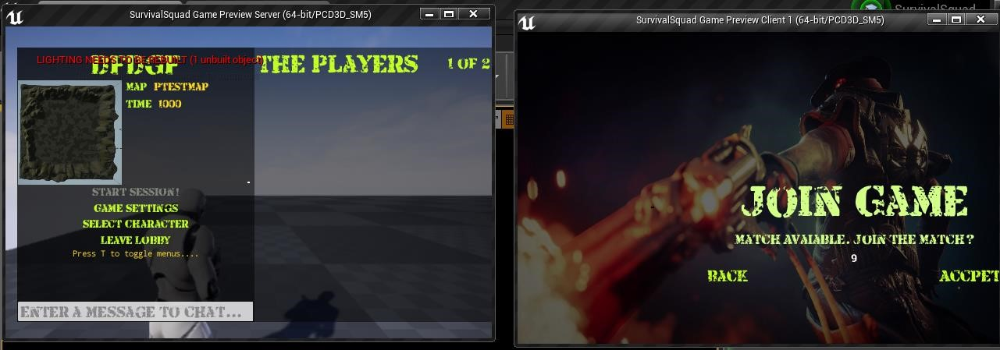 SurvivalSquad Game Preview Server (64-bit/PCD3D_SM5)
LIGHTING NEEDS TO BE REBUILT (1 unbuilt object)
DFDGF
THE PLAYERS
1 OF 2
MAP PTESTMAP
TIME 1000
START SESSION!
GAME SETTINGS
SELECT CHARACTER
LEAVE LOBBY
Press T to toggle menus....
ENTER A MESSAGE TO CHAT...
SurvivalSquad
SurvivalSquad Game Preview Client 1 (64-bit/PCD3D_SM5)
JOIN GAME
MATCH AVAIABLE. JOIN THE MATCH?
9
BACK
ACCPET